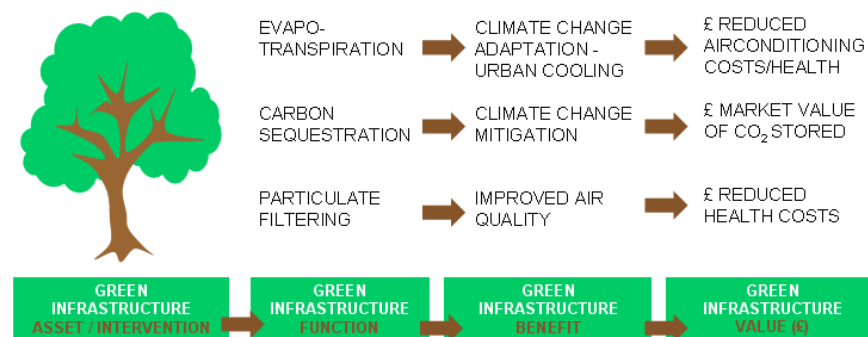 EVAPO-
TRANSPIRATION
CLIMATE CHANGE
ADAPTATION -
URBAN COOLING
£ REDUCED
AIRCONDITIONING
COSTS/HEALTH
CARBON
SEQUESTRATION
CLIMATE CHANGE
MITIGATION
£ MARKET VALUE
OF CO₂ STORED
PARTICULATE
FILTERING
IMPROVED AIR
QUALITY
£ REDUCED
HEALTH COSTS
GREEN
INFRASTRUCTURE
ASSET / INTERVENTION
GREEN
INFRASTRUCTURE
FUNCTION
GREEN
INFRASTRUCTURE
BENEFIT
GREEN
INFRASTRUCTURE
VALUE (£)